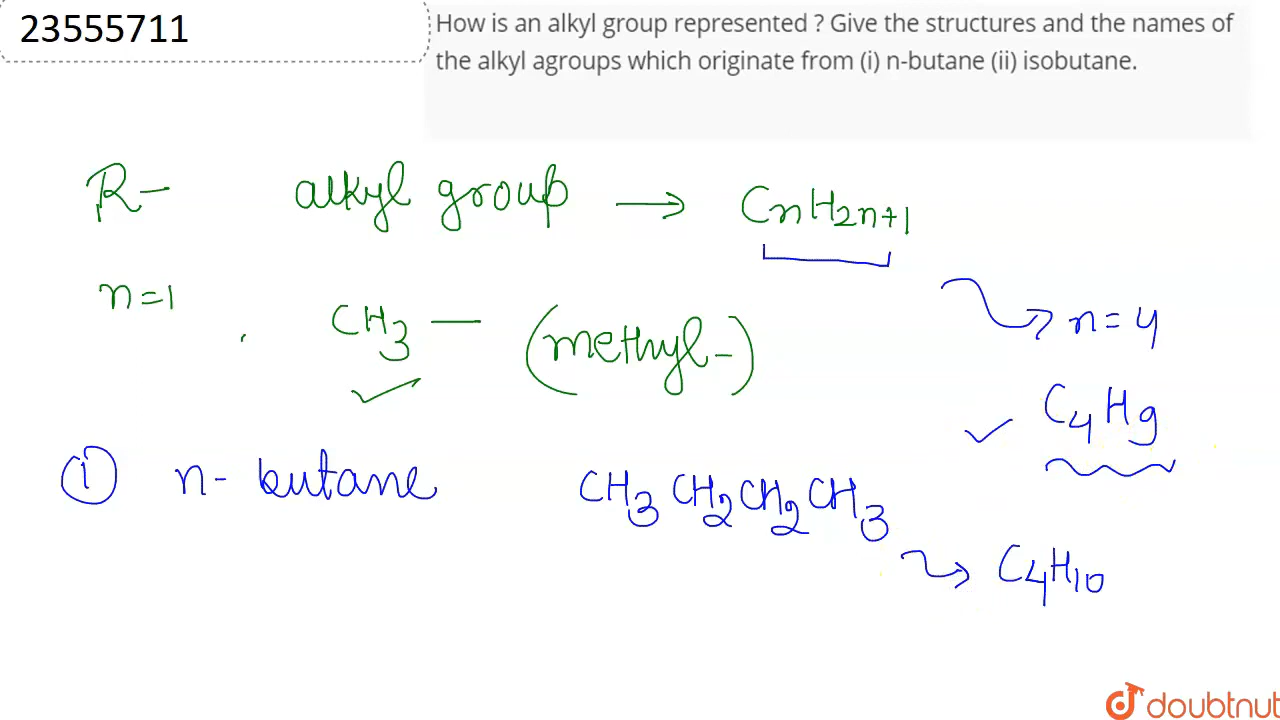 23555711
How is an alkyl group represented ? Give the structures and the names of
the alkyl agroups which originate from (i) n-butane (ii) isobutane.
R- alkyl group → CnH2n+1
n=1
CH3 — (methyl-)
n=4
C4H9
(i) n- butane CH3CH2CH2CH3
C4H10
doubtnut